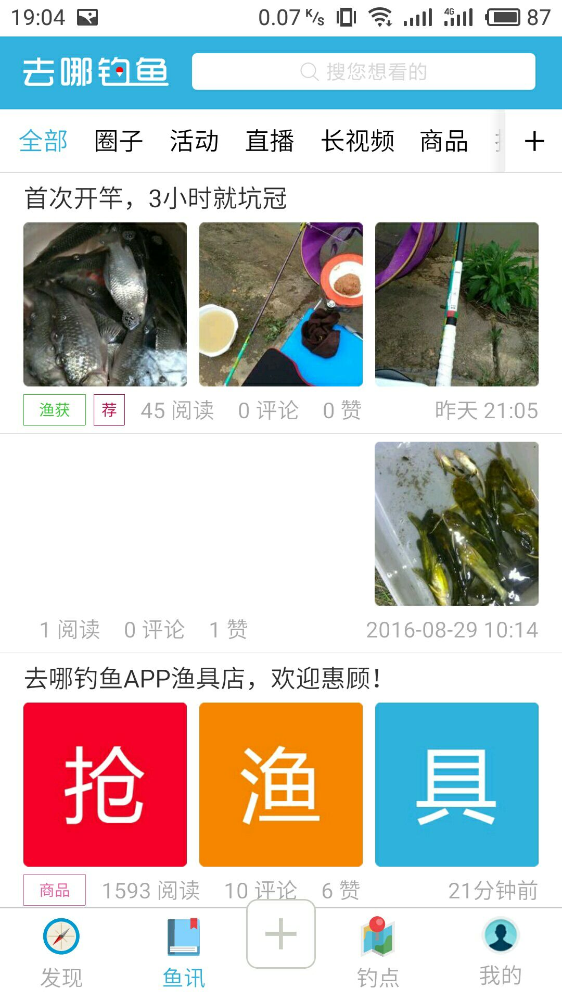 19:04 0.07 K/s 4G 87
去哪钓鱼 搜您想看的
全部 圈子 活动 直播 长视频 商品 +
首次开竿，3小时就坑冠
渔获 荐 45 阅读 0 评论 0 赞 昨天 21:05
1 阅读 0 评论 1 赞 2016-08-29 10:14
去哪钓鱼APP渔具店，欢迎惠顾！
抢 渔 具
商品 1593 阅读 10 评论 6 赞 21分钟前
发现 鱼讯 钓点 我的